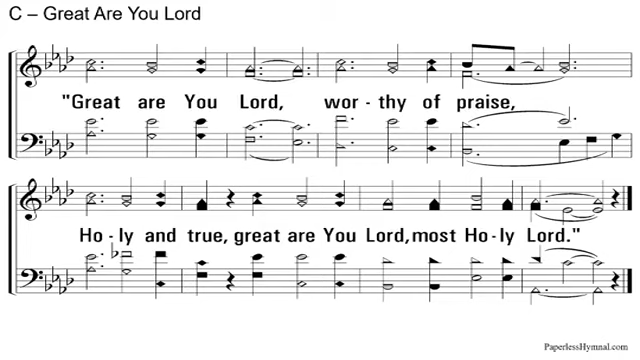 C – Great Are You Lord
"Great are You Lord, wor-thy of praise,
Ho-ly and true, great are You Lord, most Ho-ly Lord."
PaperlessHymnal.com